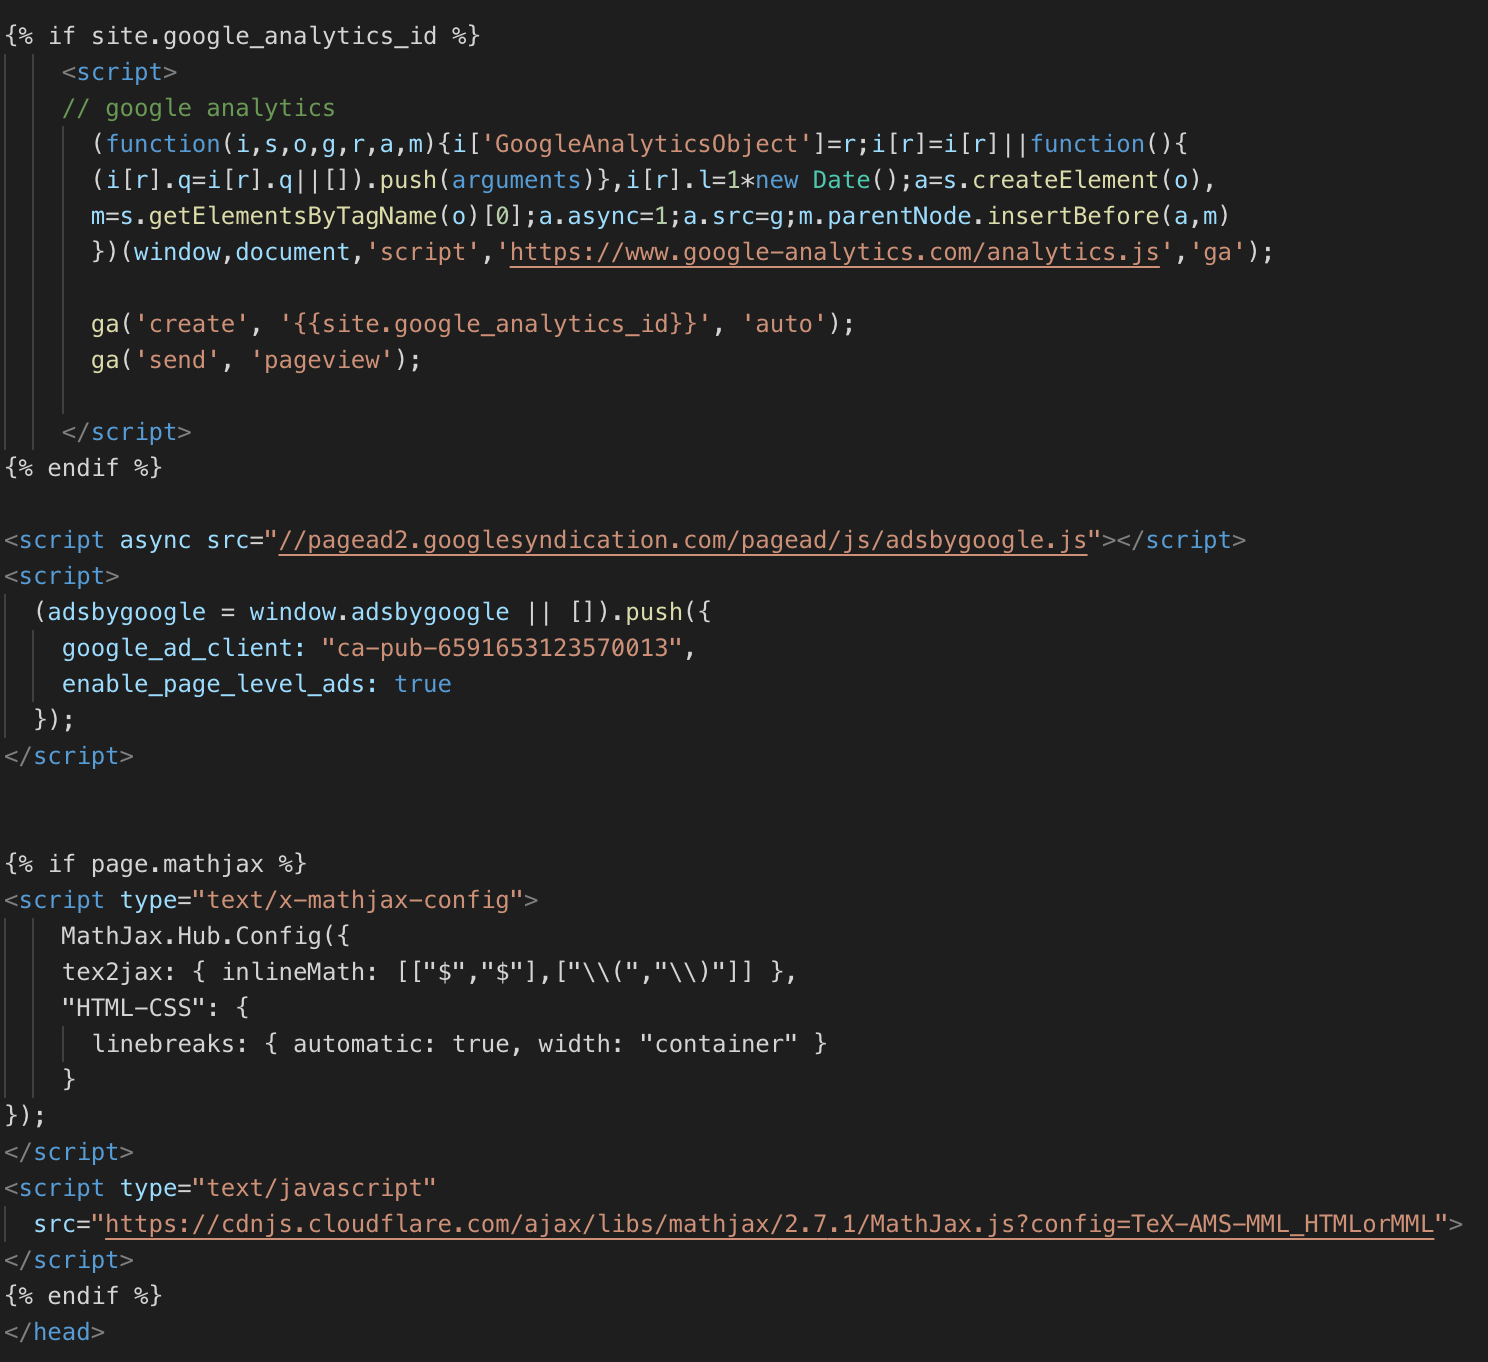 {% if site.google_analytics_id %}
<script>
// google analytics
(function(i,s,o,g,r,a,m){i['GoogleAnalyticsObject']=r;i[r]=i[r]||function(){
(i[r].q=i[r].q||[]).push(arguments)},i[r].l=1*new Date();a=s.createElement(o),
m=s.getElementsByTagName(o)[0];a.async=1;a.src=g;m.parentNode.insertBefore(a,m)
})(window,document,'script','https://www.google-analytics.com/analytics.js','ga');
ga('create', '{{site.google_analytics_id}}', 'auto');
ga('send', 'pageview');
</script>
{% endif %}
<script async src="//pagead2.googlesyndication.com/pagead/js/adsbygoogle.js"></script>
<script>
(adsbygoogle = window.adsbygoogle || []).push({
google_ad_client: "ca-pub-6591653123570013",
enable_page_level_ads: true
});
</script>
{% if page.mathjax %}
<script type="text/x-mathjax-config">
MathJax.Hub.Config({
tex2jax: { inlineMath: [["$","$"],["\\(","\\)"]] },
"HTML-CSS": {
linebreaks: { automatic: true, width: "container" }
}
});
</script>
<script type="text/javascript"
src="https://cdnjs.cloudflare.com/ajax/libs/mathjax/2.7.1/MathJax.js?config=TeX-AMS-MML_HTMLorMML">
</script>
{% endif %}
</head>